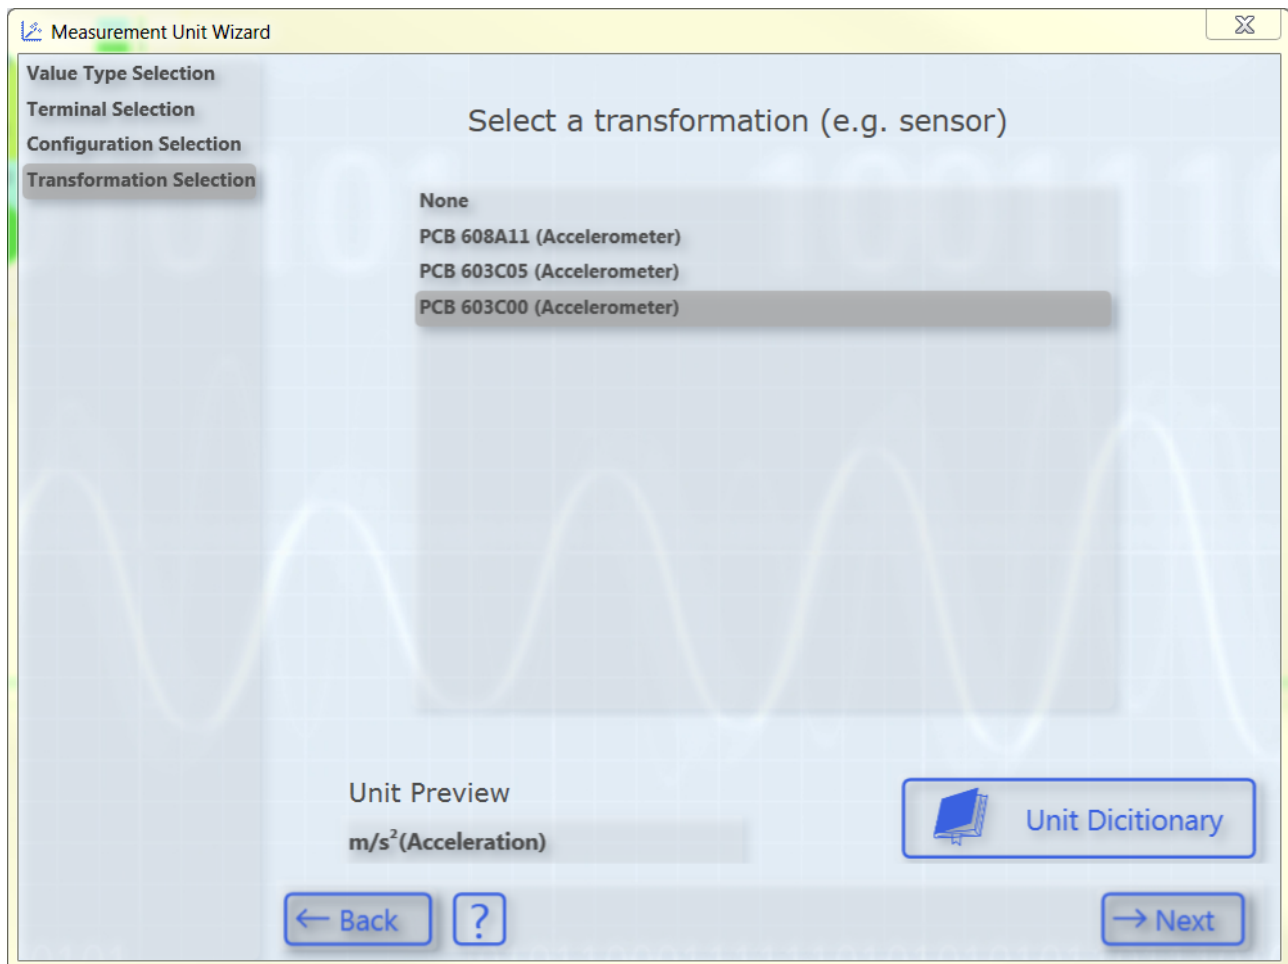 Measurement Unit Wizard
Value Type Selection
Terminal Selection
Configuration Selection
Transformation Selection
Select a transformation (e.g. sensor)
None
PCB 608A11 (Accelerometer)
PCB 603C05 (Accelerometer)
PCB 603C00 (Accelerometer)
Unit Preview
m/s²(Acceleration)
Unit Dicitionary
← Back
?
→ Next